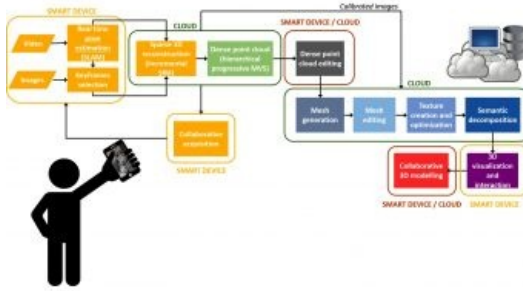 SMART DEVICE
Video
Real-time
pose
estimation
(SLAM)
Images
Keyframes
selection
CLOUD
Sparse 3D
reconstruction
(incremental
SfM)
Dense point cloud
(hierarchical
progressive MVS)
SMART DEVICE / CLOUD
Dense point
cloud editing
Calibrated images
CLOUD
Mesh
generation
Mesh
editing
Texture
creation and
optimization
Semantic
decomposition
Collaborative
acquisition
SMART DEVICE
Collaborative
3D modelling
SMART DEVICE / CLOUD
3D
visualization
and
interaction
SMART DEVICE